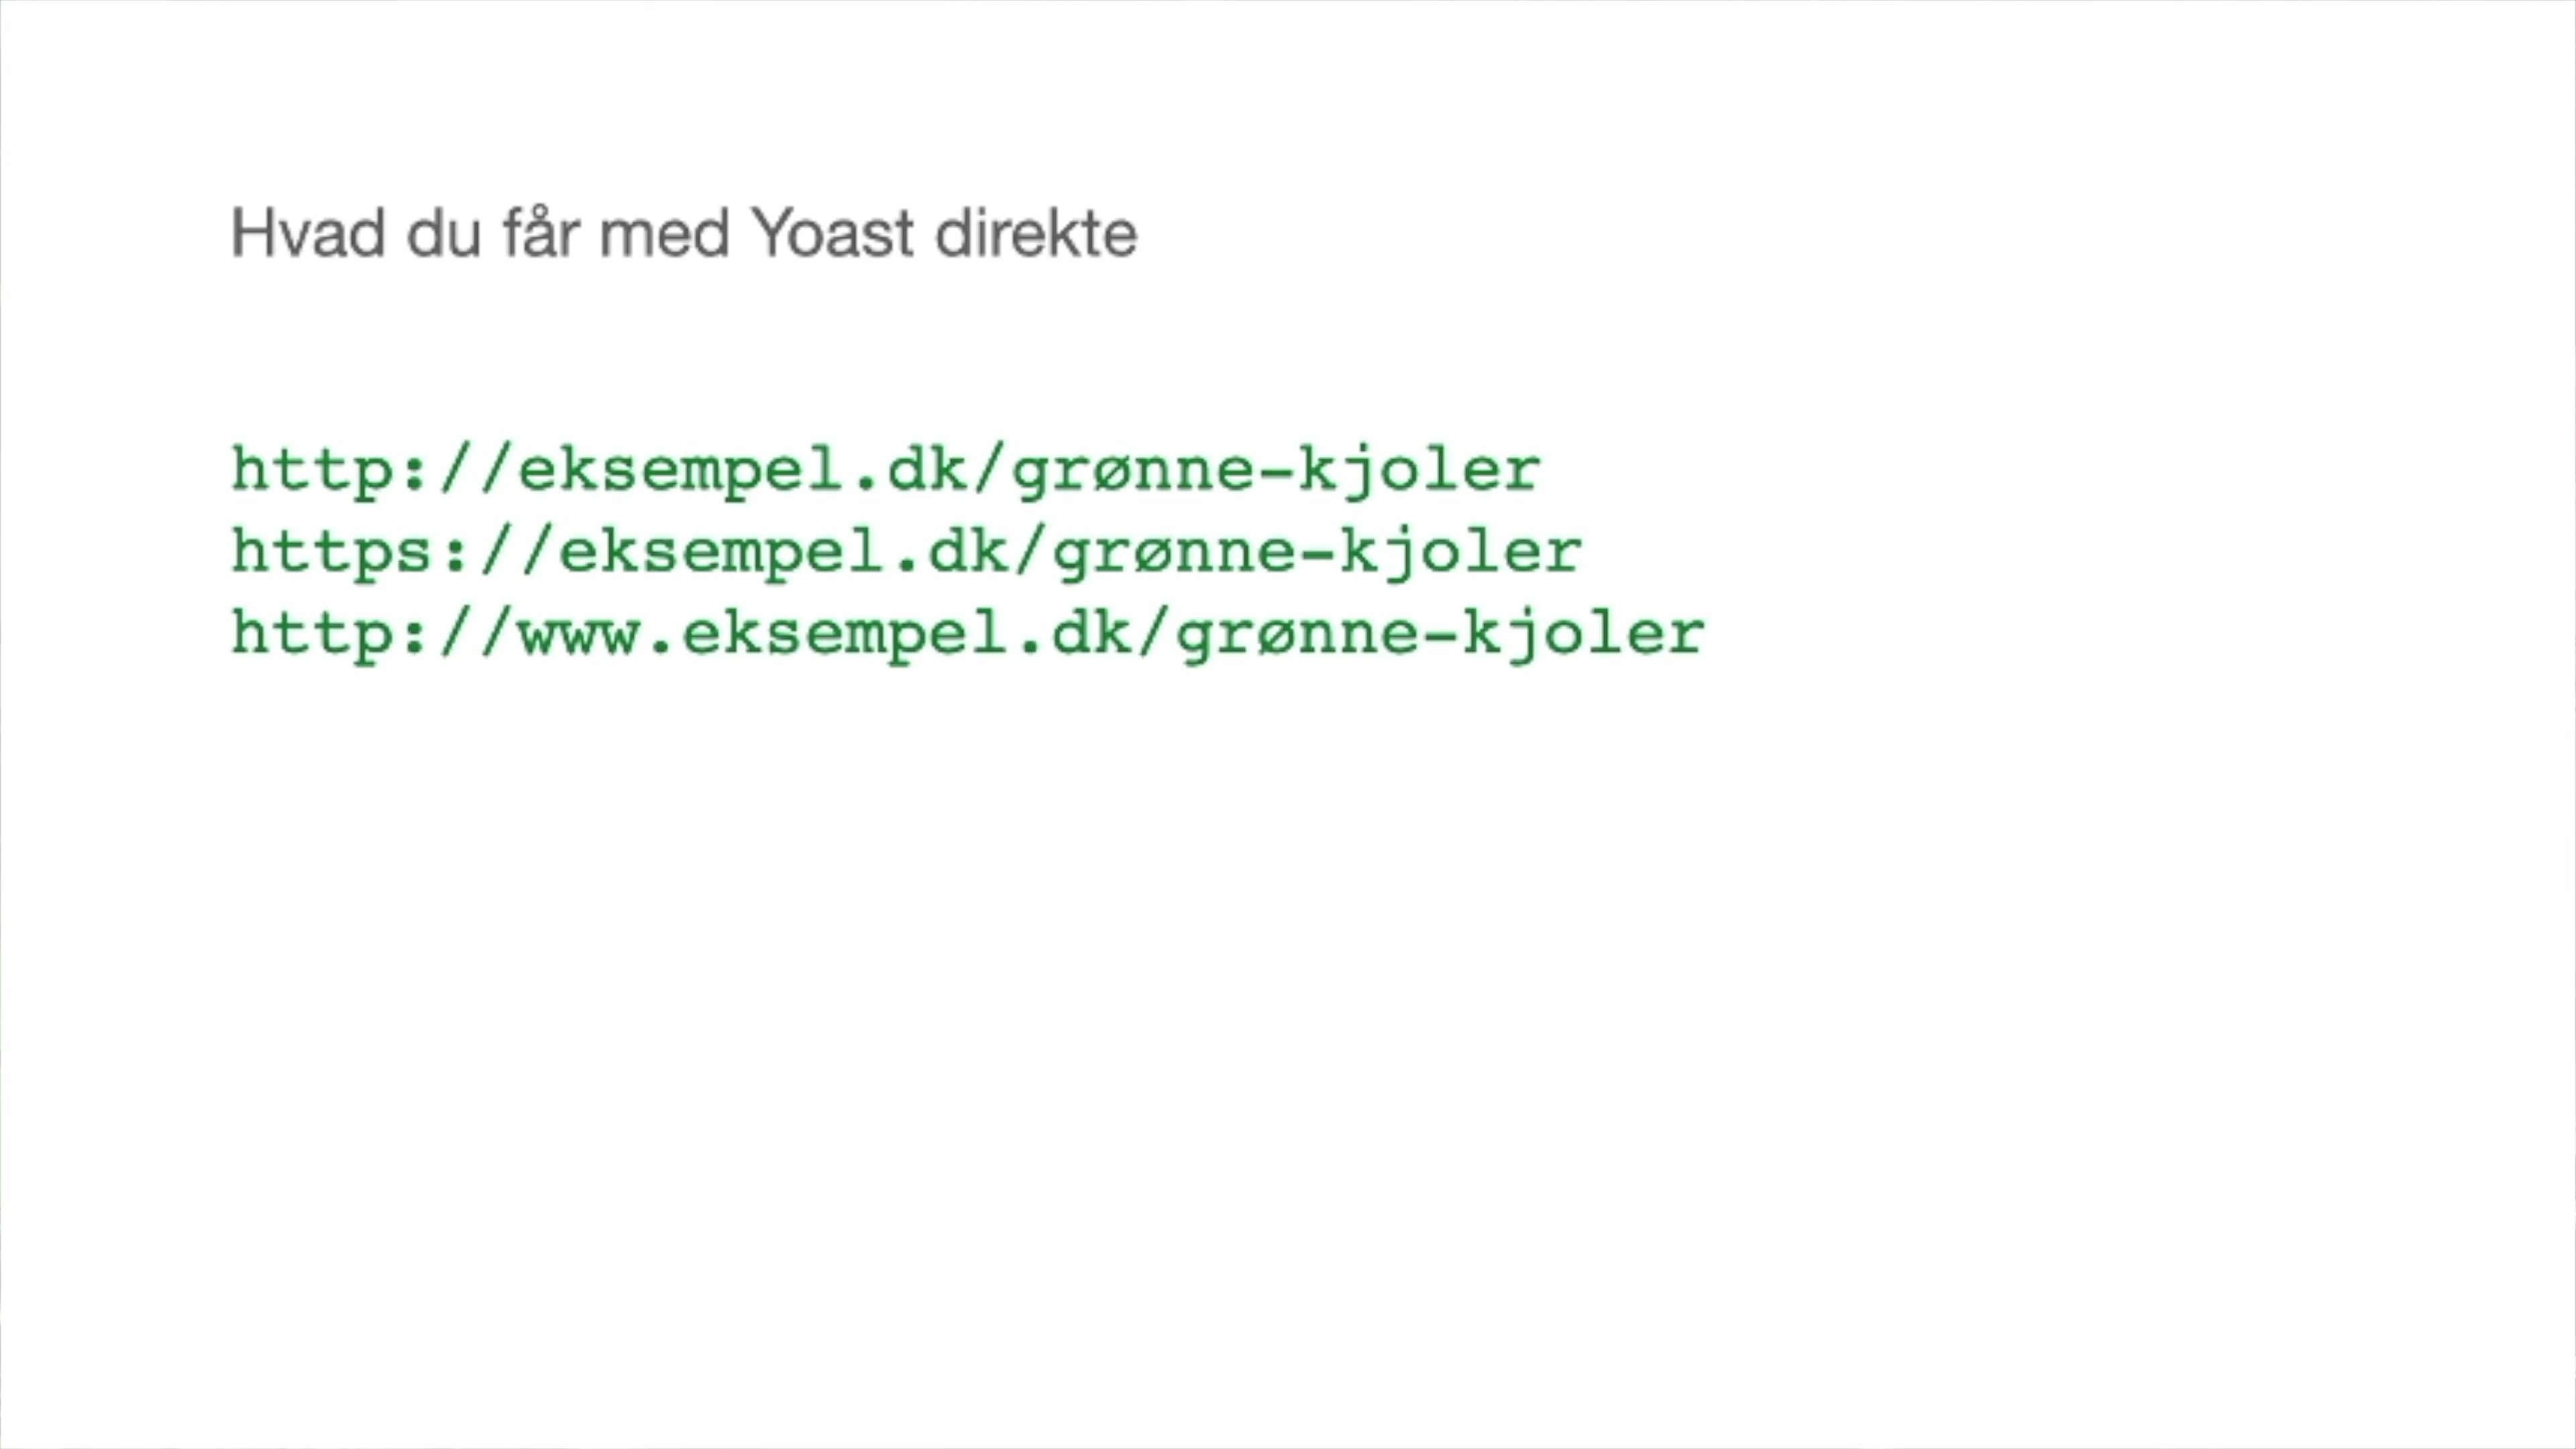 Hvad du får med Yoast direkte
http://eksempel.dk/grønne-kjoler
https://eksempel.dk/grønne-kjoler
http://www.eksempel.dk/grønne-kjoler